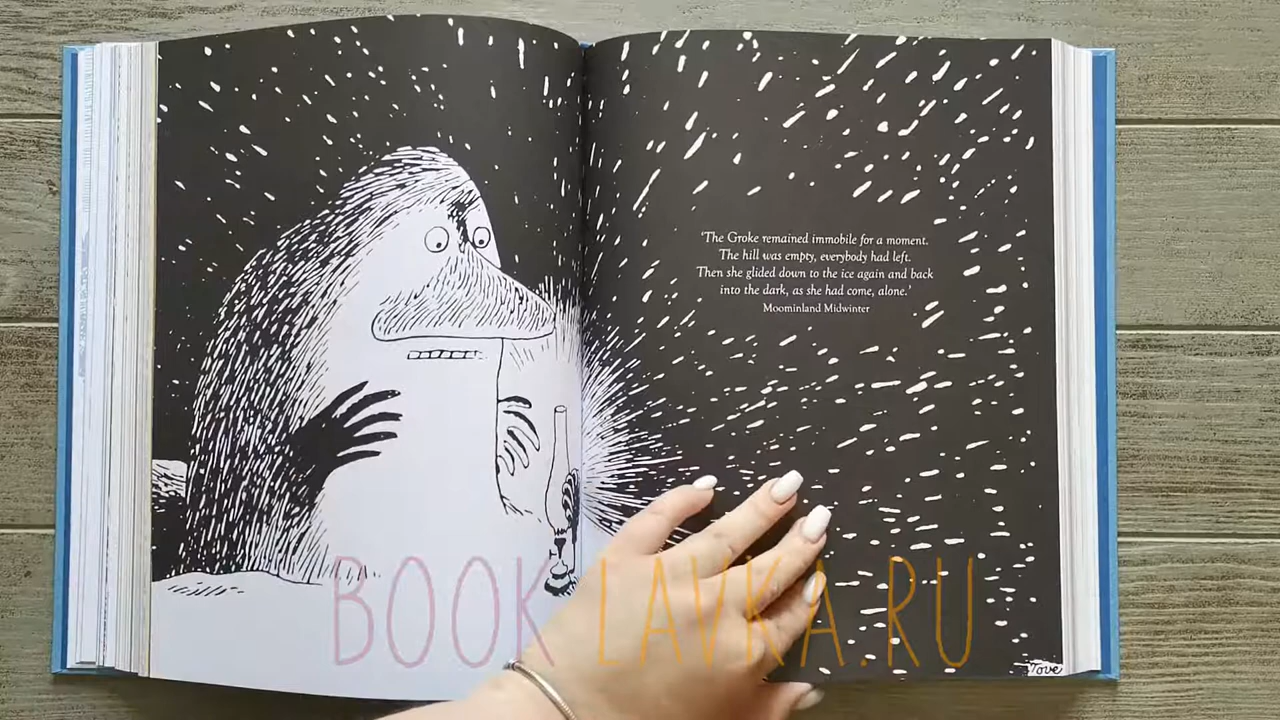 ‘The Groke remained immobile for a moment.
The hill was empty, everybody had left.
Then she glided down to the ice again and back
into the dark, as she had come, alone.’
Moominland Midwinter
BOOK LAVKA.RU
Tove